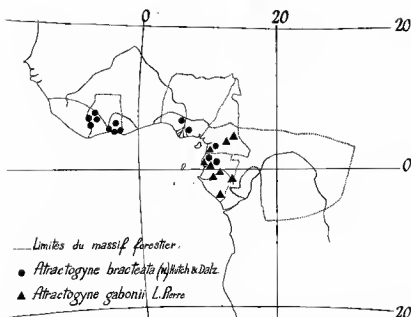 0 20
20
0
Limites du massif forestier.
● Atractogyne bracteata (W) Hutch & Dalz
▲ Atractogyne gabonii L. Pierre
20